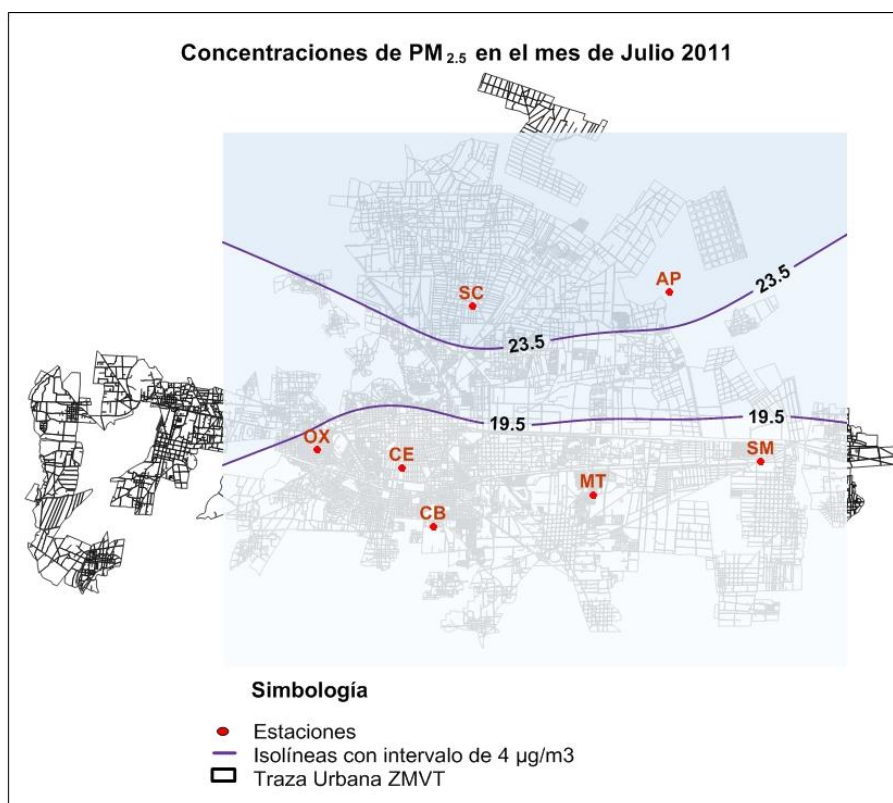 Concentraciones de PM 2.5 en el mes de Julio 2011
SC
AP
23.5
23.5
19.5
19.5
OX
CE
SM
MT
CB
Simbología
Estaciones
Isolíneas con intervalo de 4 µg/m3
Traza Urbana ZMVT